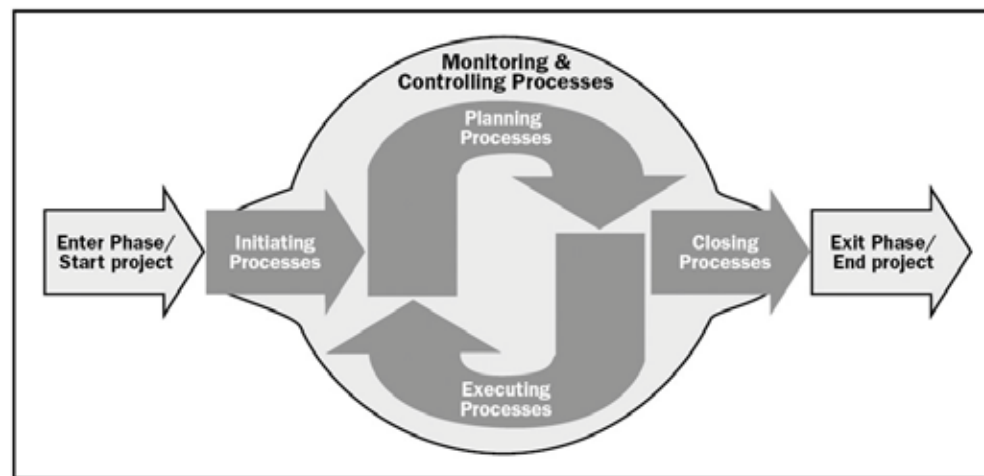 Monitoring &
Controlling Processes
Planning
Processes
Enter Phase/
Start project
Initiating
Processes
Closing
Processes
Exit Phase/
End project
Executing
Processes